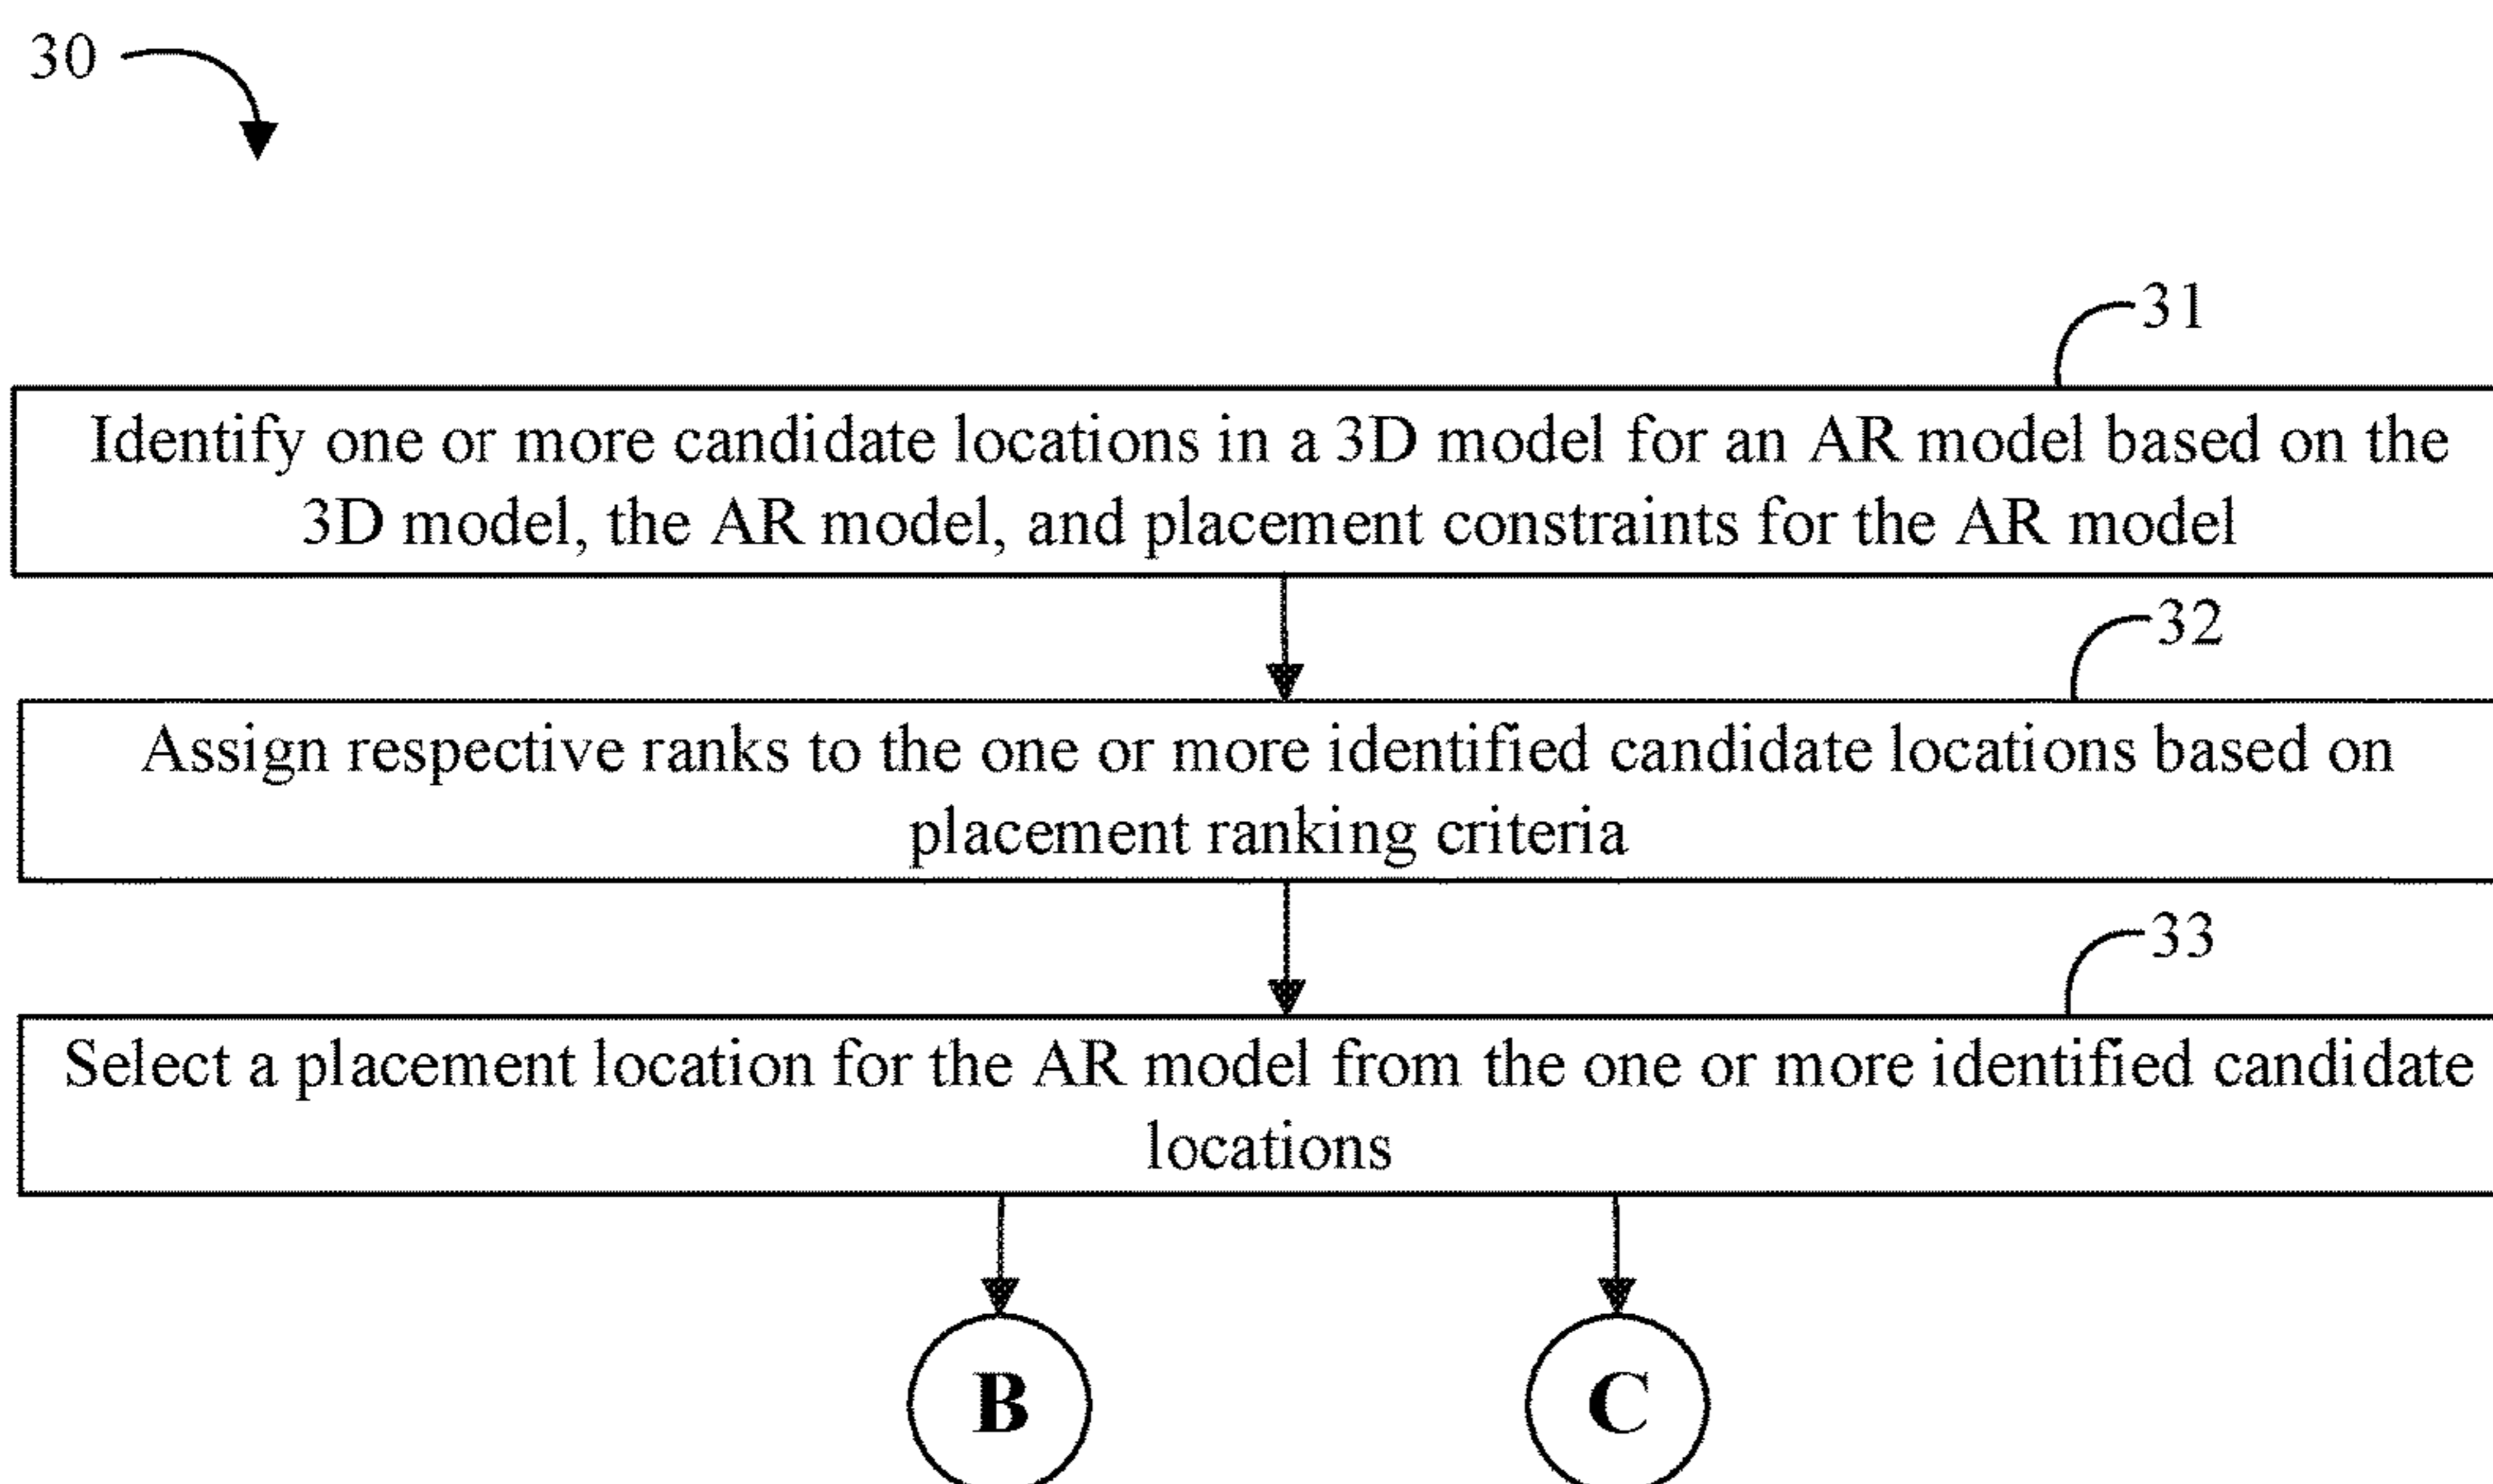 30
31
Identify one or more candidate locations in a 3D model for an AR model based on the
3D model, the AR model, and placement constraints for the AR model
32
Assign respective ranks to the one or more identified candidate locations based on
placement ranking criteria
33
Select a placement location for the AR model from the one or more identified candidate
locations
B
C